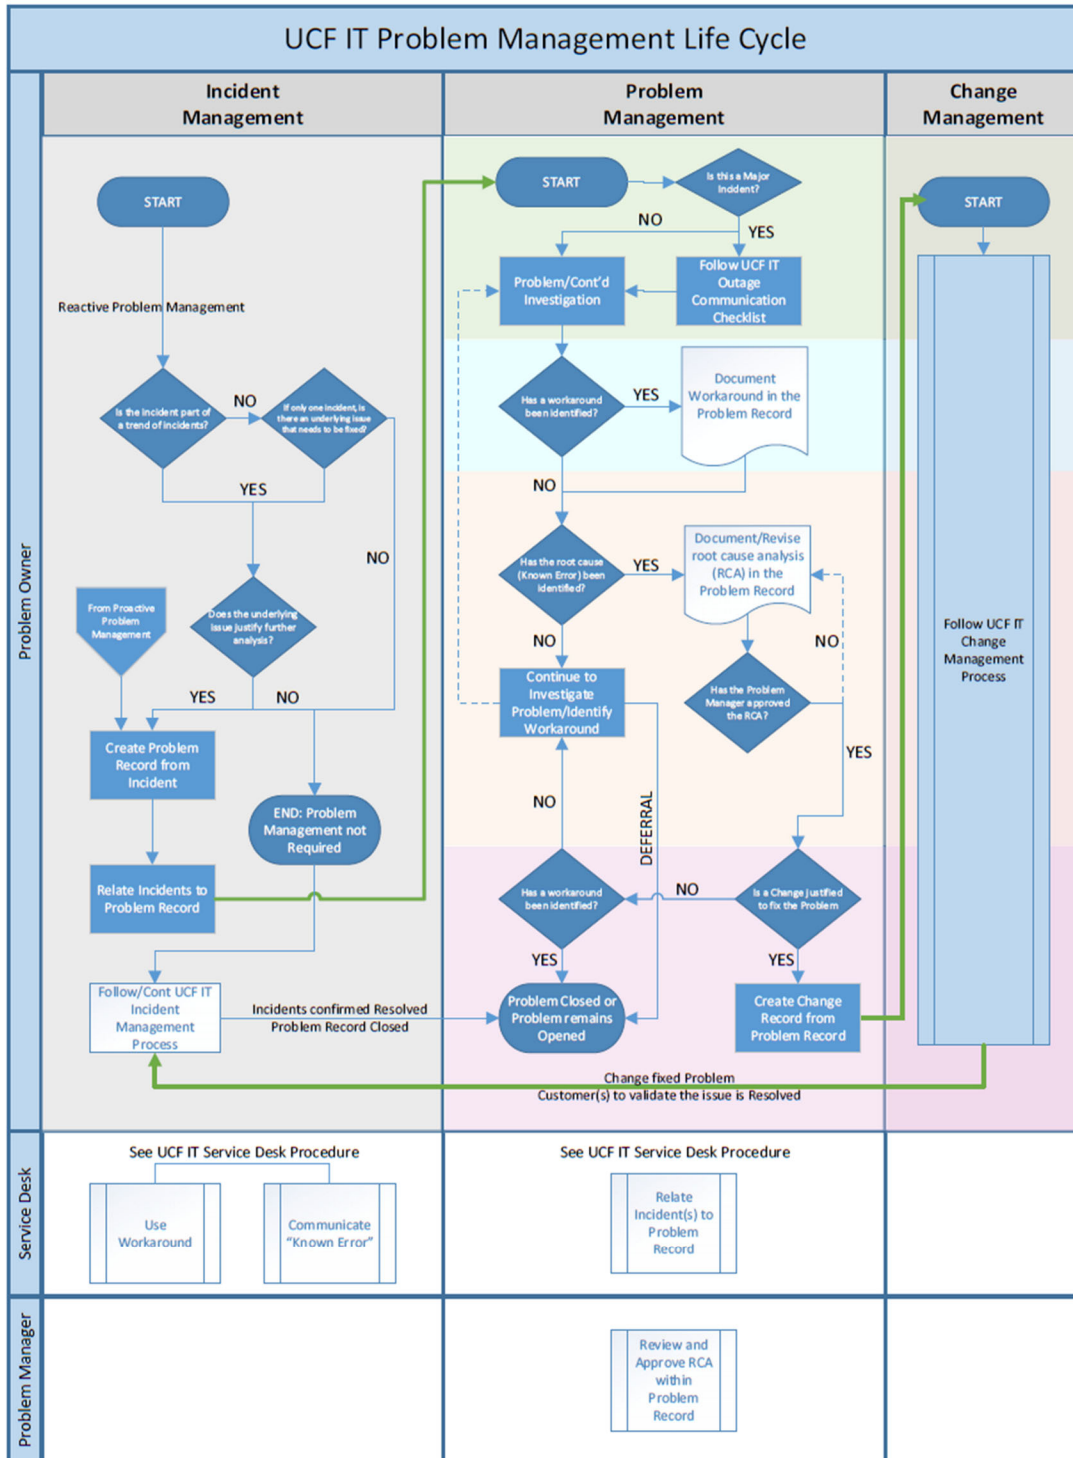 UCF IT Problem Management Life Cycle
Incident
Management
Problem
Management
Change
Management
Problem Owner
START
Reactive Problem Management
Is the incident part of
a trend of incidents?
NO
If only one incident, is
there an underlying issue
that needs to be fixed?
YES
NO
From Proactive
Problem
Management
Does the underlying
issue justify further
analysis?
YES
NO
Create Problem
Record from
Incident
END: Problem
Management not
Required
Relate Incidents to
Problem Record
Follow/Cont UCF IT
Incident
Management
Process
Incidents confirmed Resolved
Problem Record Closed
START
Is this a Major
Incident?
NO
YES
Problem/Cont'd
Investigation
Follow UCF IT
Outage
Communication
Checklist
Has a workaround
been identified?
YES
Document
Workaround in the
Problem Record
NO
Has the root cause
(Known Error) been
identified?
YES
Document/Revise
root cause analysis
(RCA) in the
Problem Record
NO
NO
Continue to
Investigate
Problem/Identify
Workaround
Has the Problem
Manager approved
the RCA?
YES
NO
DEFERRAL
Has a workaround
been identified?
NO
Is a Change justified
to fix the Problem
YES
YES
Problem Closed or
Problem remains
Opened
Create Change
Record from
Problem Record
Change fixed Problem
Customer(s) to validate the issue is Resolved
START
Follow UCF IT
Change
Management
Process
Service Desk
See UCF IT Service Desk Procedure
Use
Workaround
Communicate
“Known Error”
See UCF IT Service Desk Procedure
Relate
Incident(s) to
Problem
Record
Problem Manager
Review and
Approve RCA
within
Problem
Record